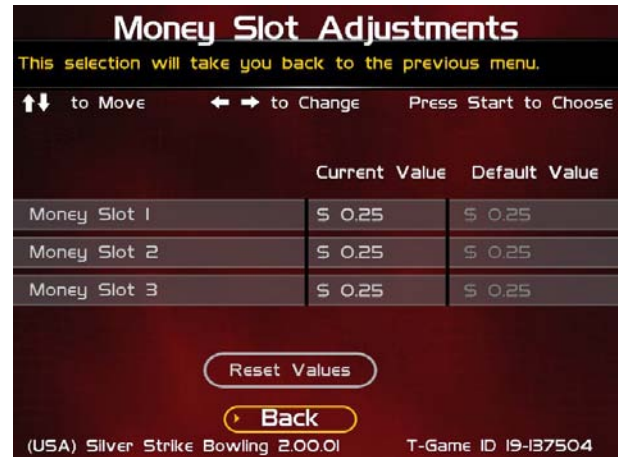 Money Slot Adjustments
This selection will take you back to the previous menu.
to Move to Change Press Start to Choose
Current Value Default Value
Money Slot 1 $ 0.25 $ 0.25
Money Slot 2 $ 0.25 $ 0.25
Money Slot 3 $ 0.25 $ 0.25
Reset Values
Back
(USA) Silver Strike Bowling 2.00.01 T-Game ID 19-137504